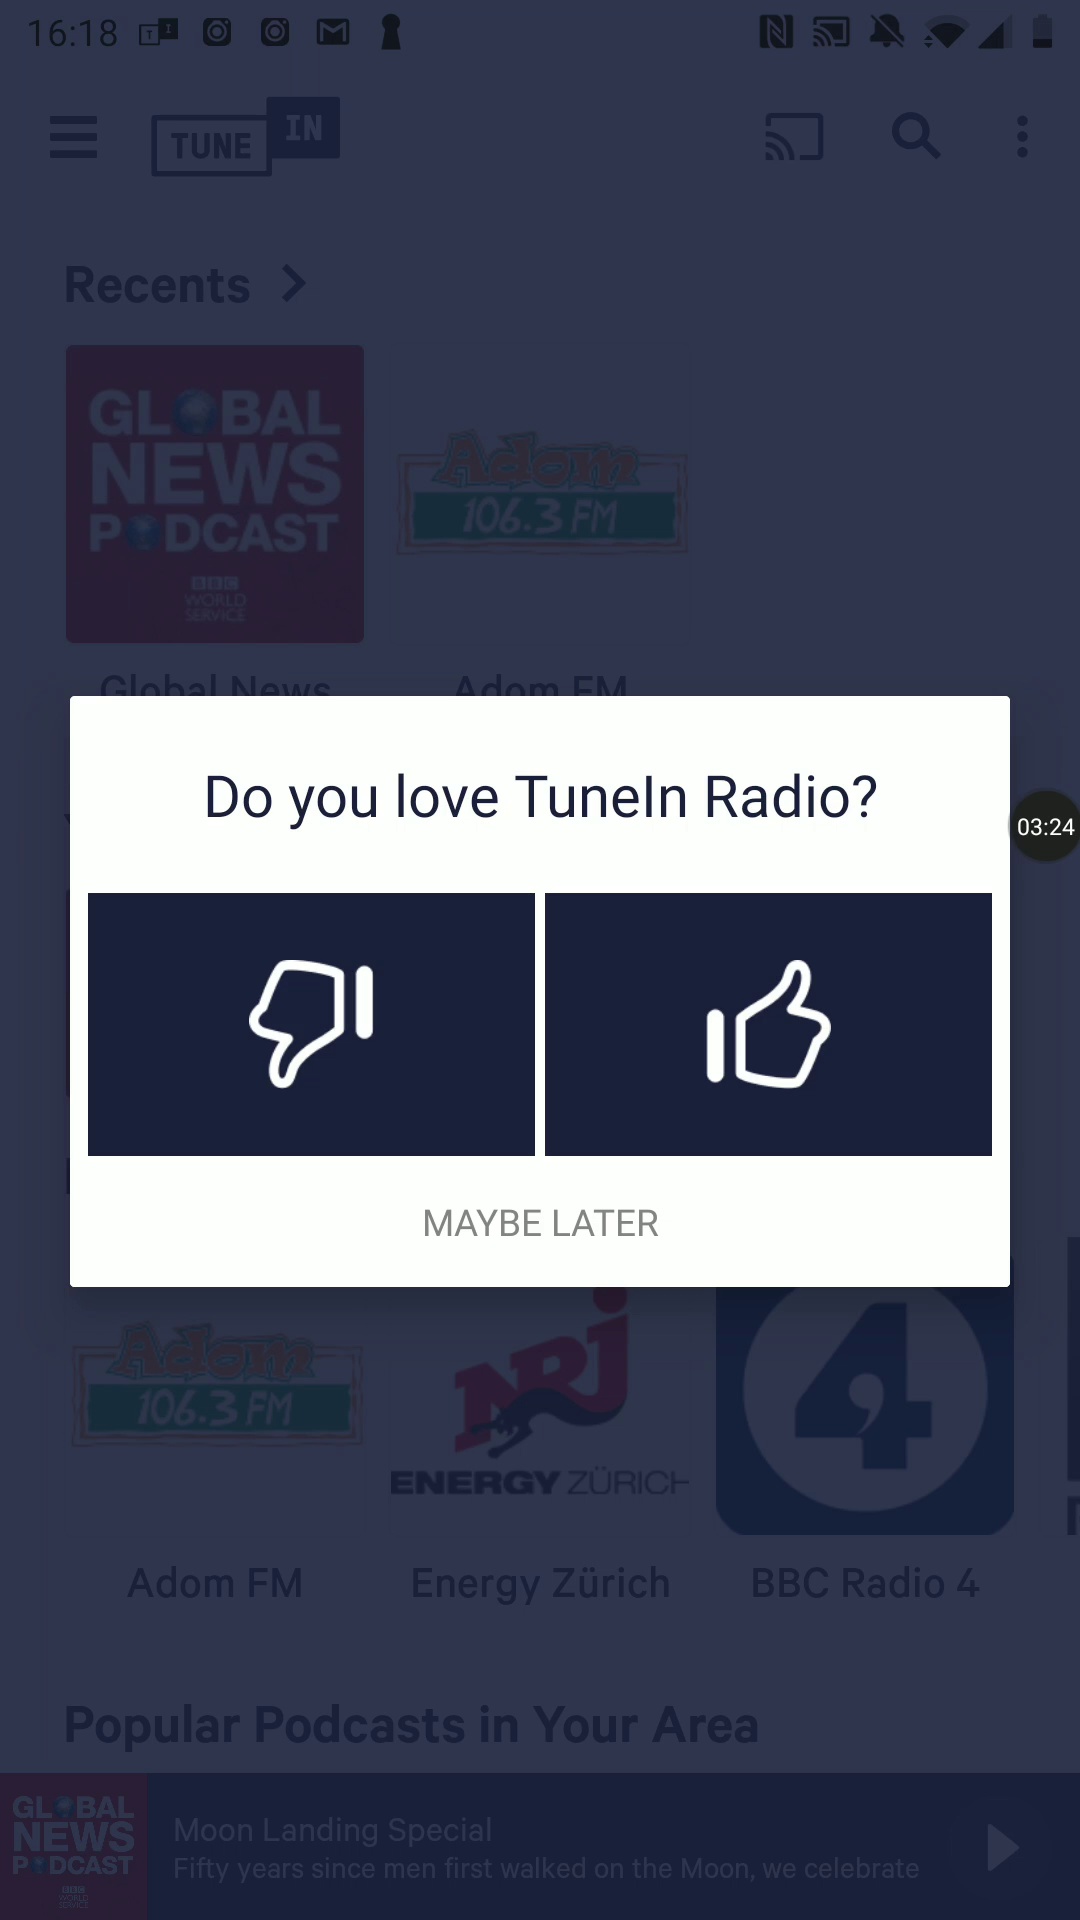 16:18
TUNE IN
Recents
GLOBAL
NEWS
PODCAST
BBC
WORLD
SERVICE
Adom
106.3 FM
Global News
Adom FM
Do you love TuneIn Radio?
03:24
MAYBE LATER
Adom
106.3 FM
NRJ
ENERGY ZÜRICH
4
Adom FM
Energy Zürich
BBC Radio 4
Popular Podcasts in Your Area
GLOBAL
NEWS
PODCAST
BBC
WORLD
SERVICE
Moon Landing Special
Fifty years since men first walked on the Moon, we celebrate